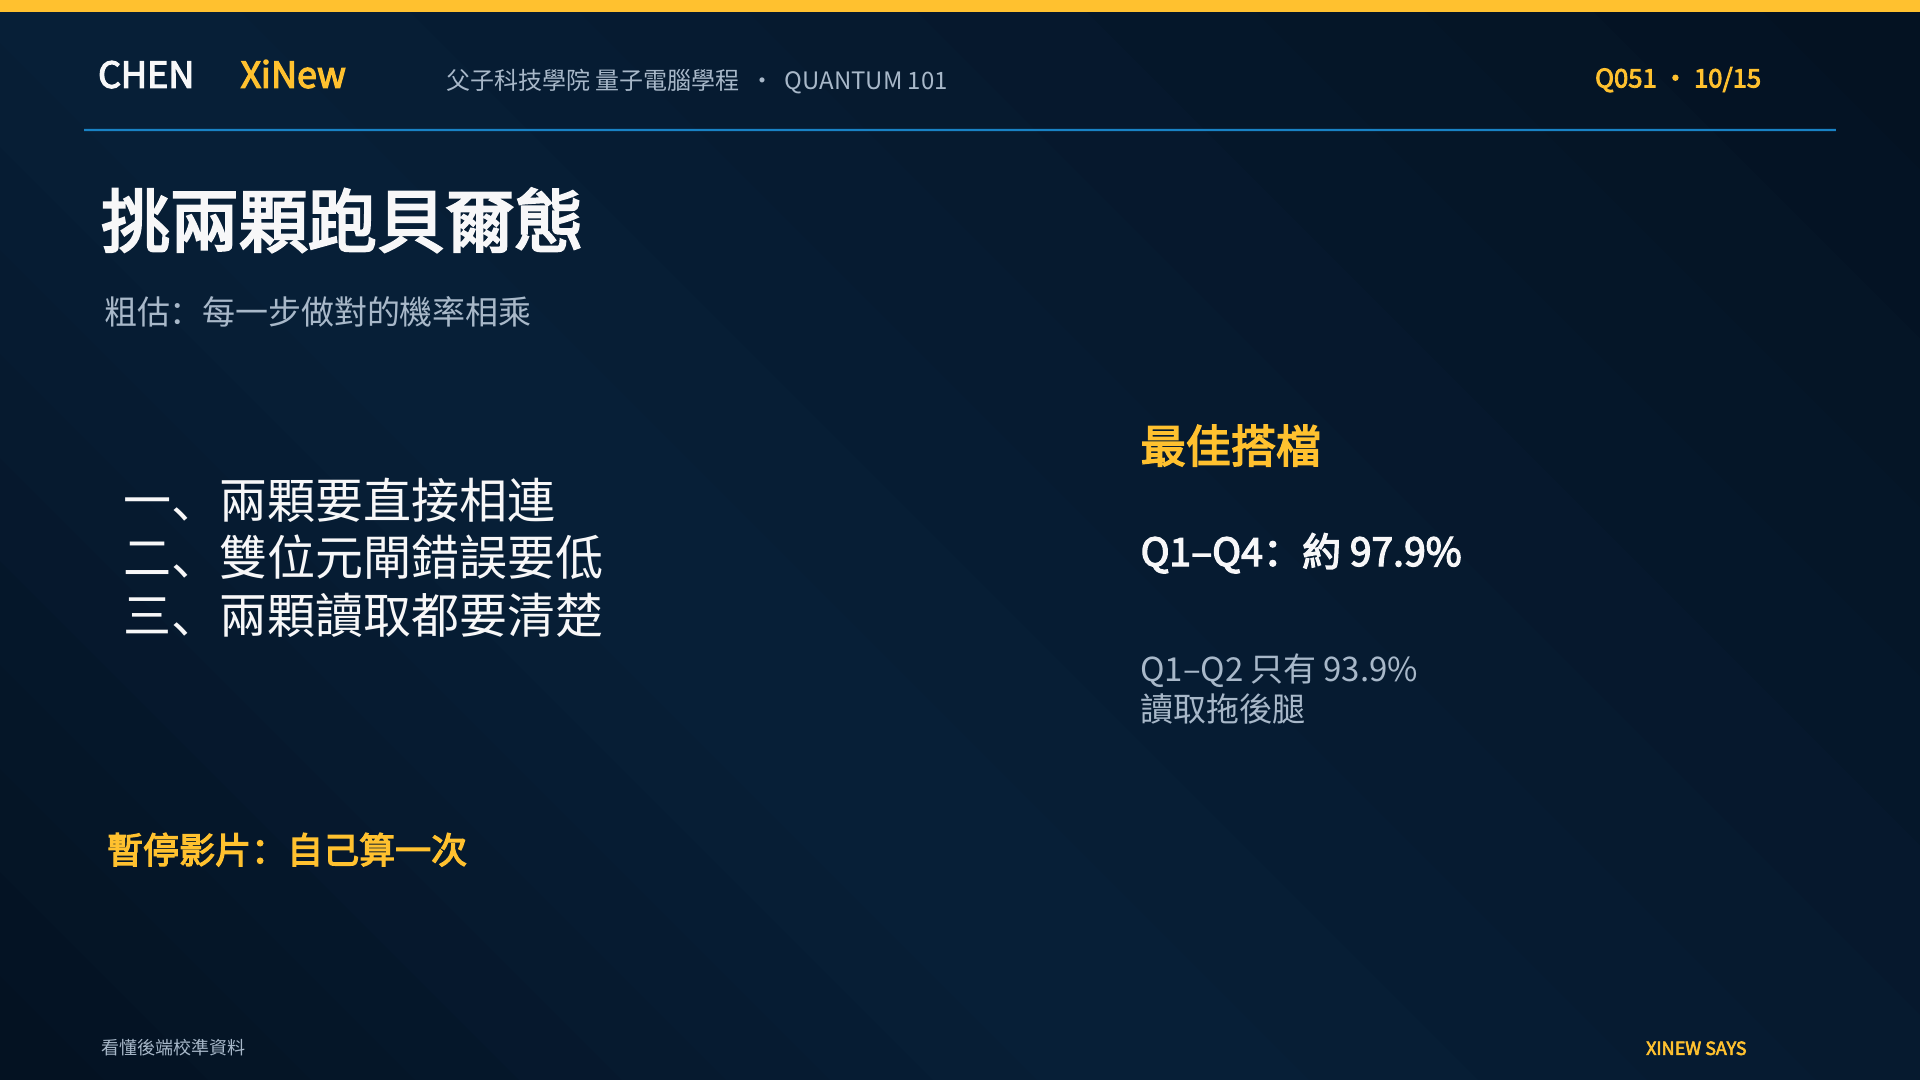 CHEN XiNew 父子科技學院 量子電腦學程 · QUANTUM 101 Q051 · 10/15
挑兩顆跑貝爾態
粗估：每一步做對的機率相乘
一、兩顆要直接相連
二、雙位元閘錯誤要低
三、兩顆讀取都要清楚
最佳搭檔
Q1–Q4：約 97.9%
Q1–Q2 只有 93.9%
讀取拖後腿
暫停影片：自己算一次
看懂後端校準資料
XINEW SAYS